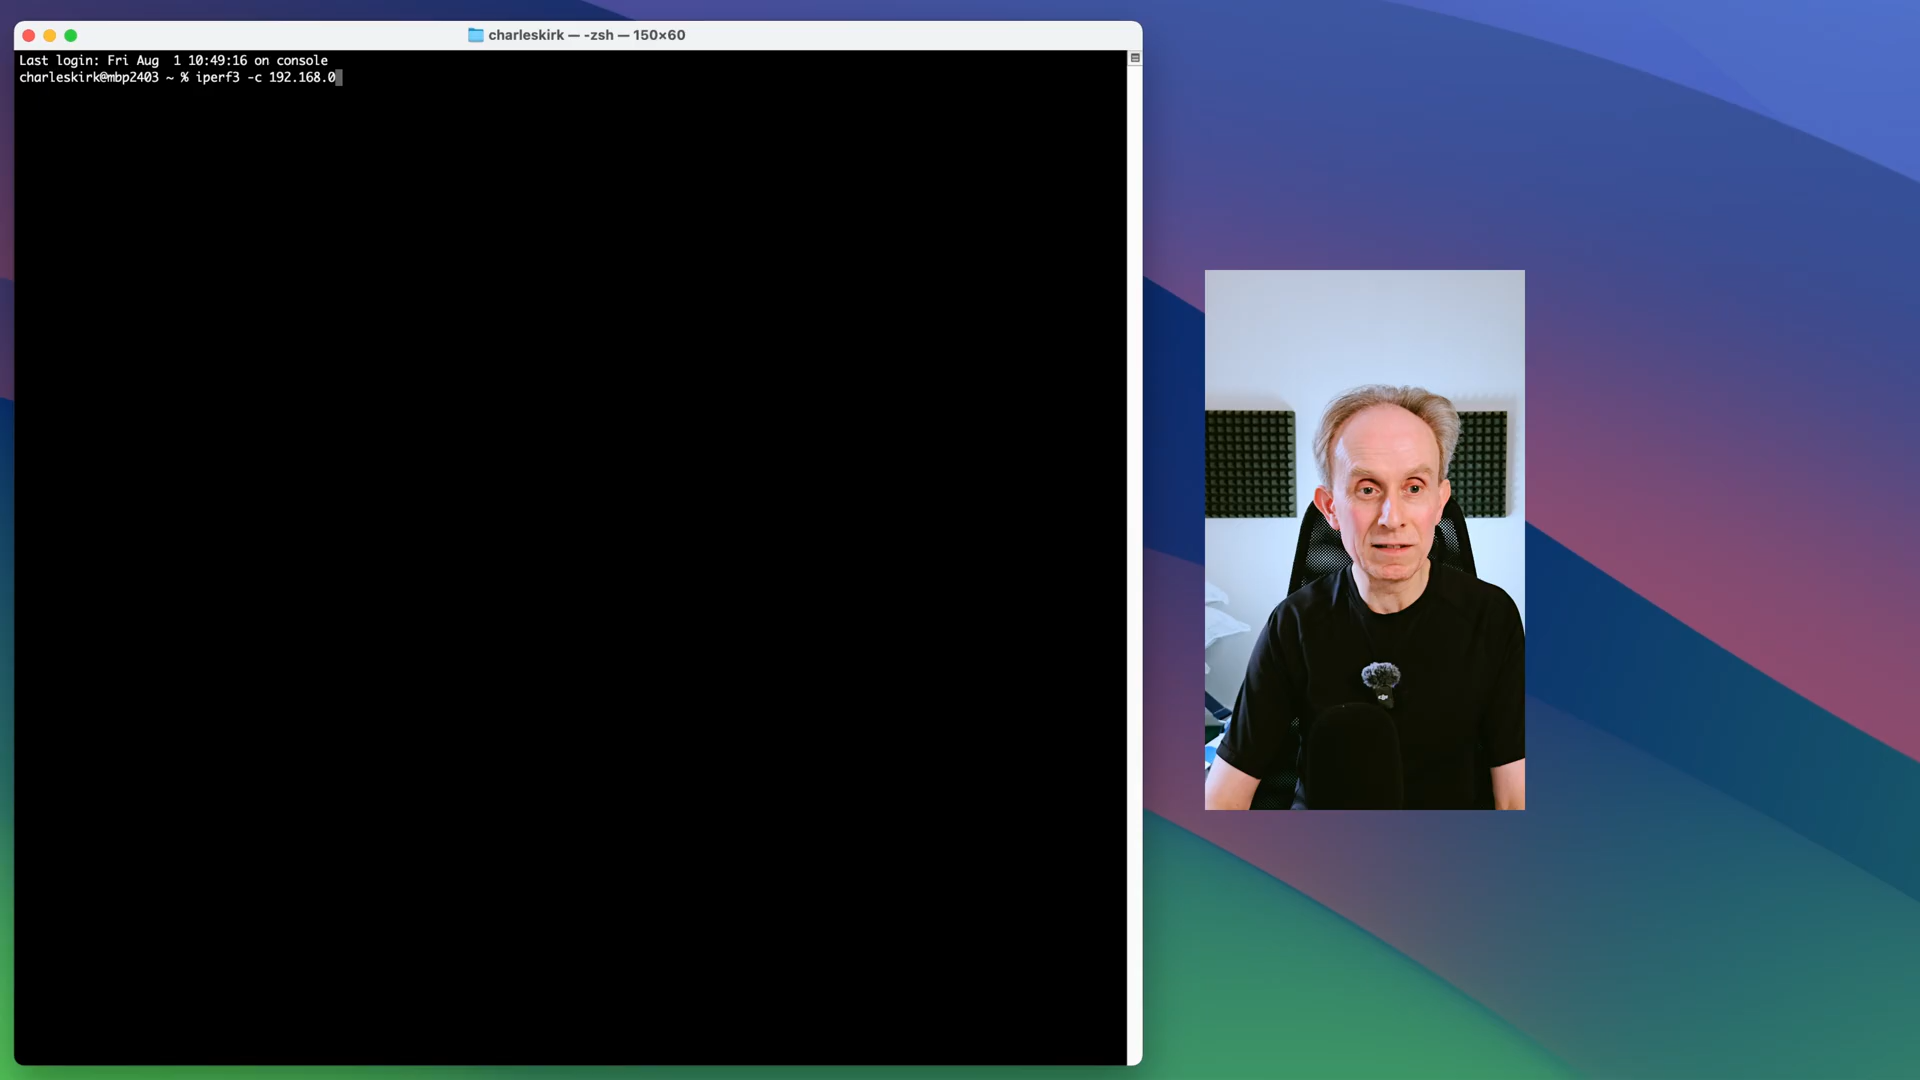 charleskirk — -zsh — 150×60
Last login: Fri Aug  1 10:49:16 on console
charleskirk@mbp2403 ~ % iperf3 -c 192.168.0